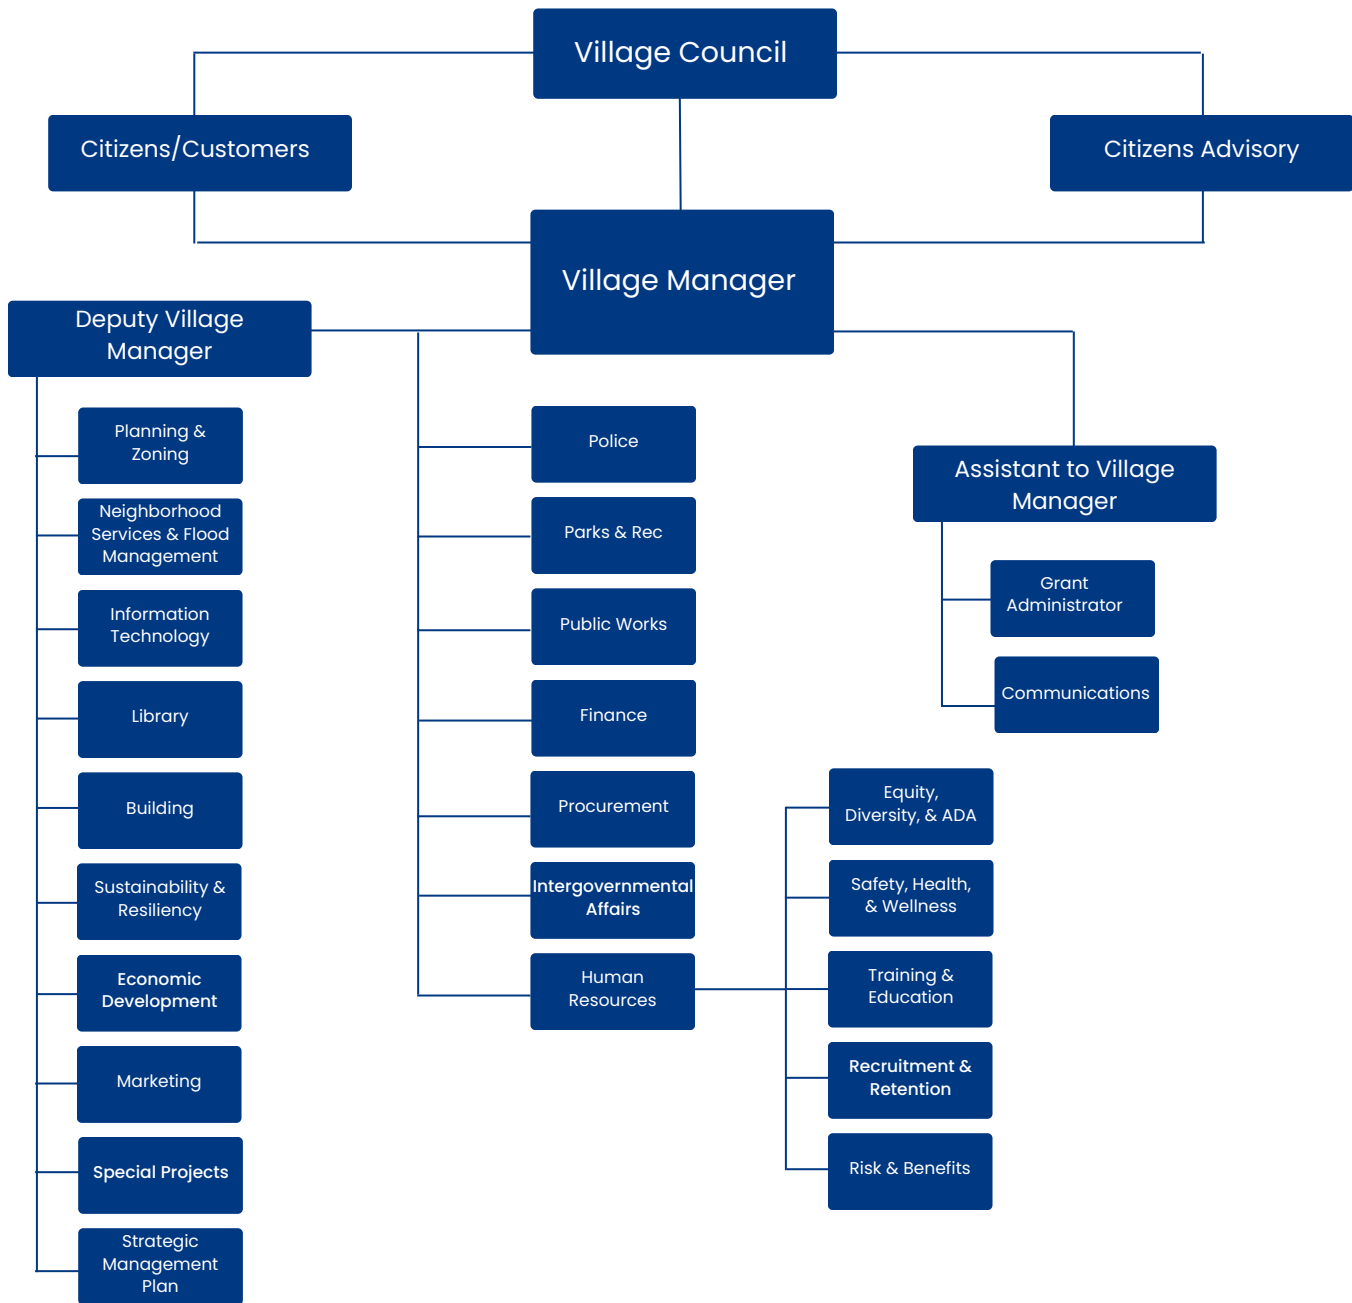 Village Council
Citizens/Customers
Citizens Advisory
Village Manager
Deputy Village
Manager
Planning &
Zoning
Neighborhood
Services & Flood
Management
Information
Technology
Library
Building
Sustainability &
Resiliency
Economic
Development
Marketing
Special Projects
Strategic
Management
Plan
Police
Parks & Rec
Public Works
Finance
Procurement
Intergovernmental
Affairs
Human
Resources
Assistant to Village
Manager
Grant
Administrator
Communications
Equity,
Diversity, & ADA
Safety, Health,
& Wellness
Training &
Education
Recruitment &
Retention
Risk & Benefits